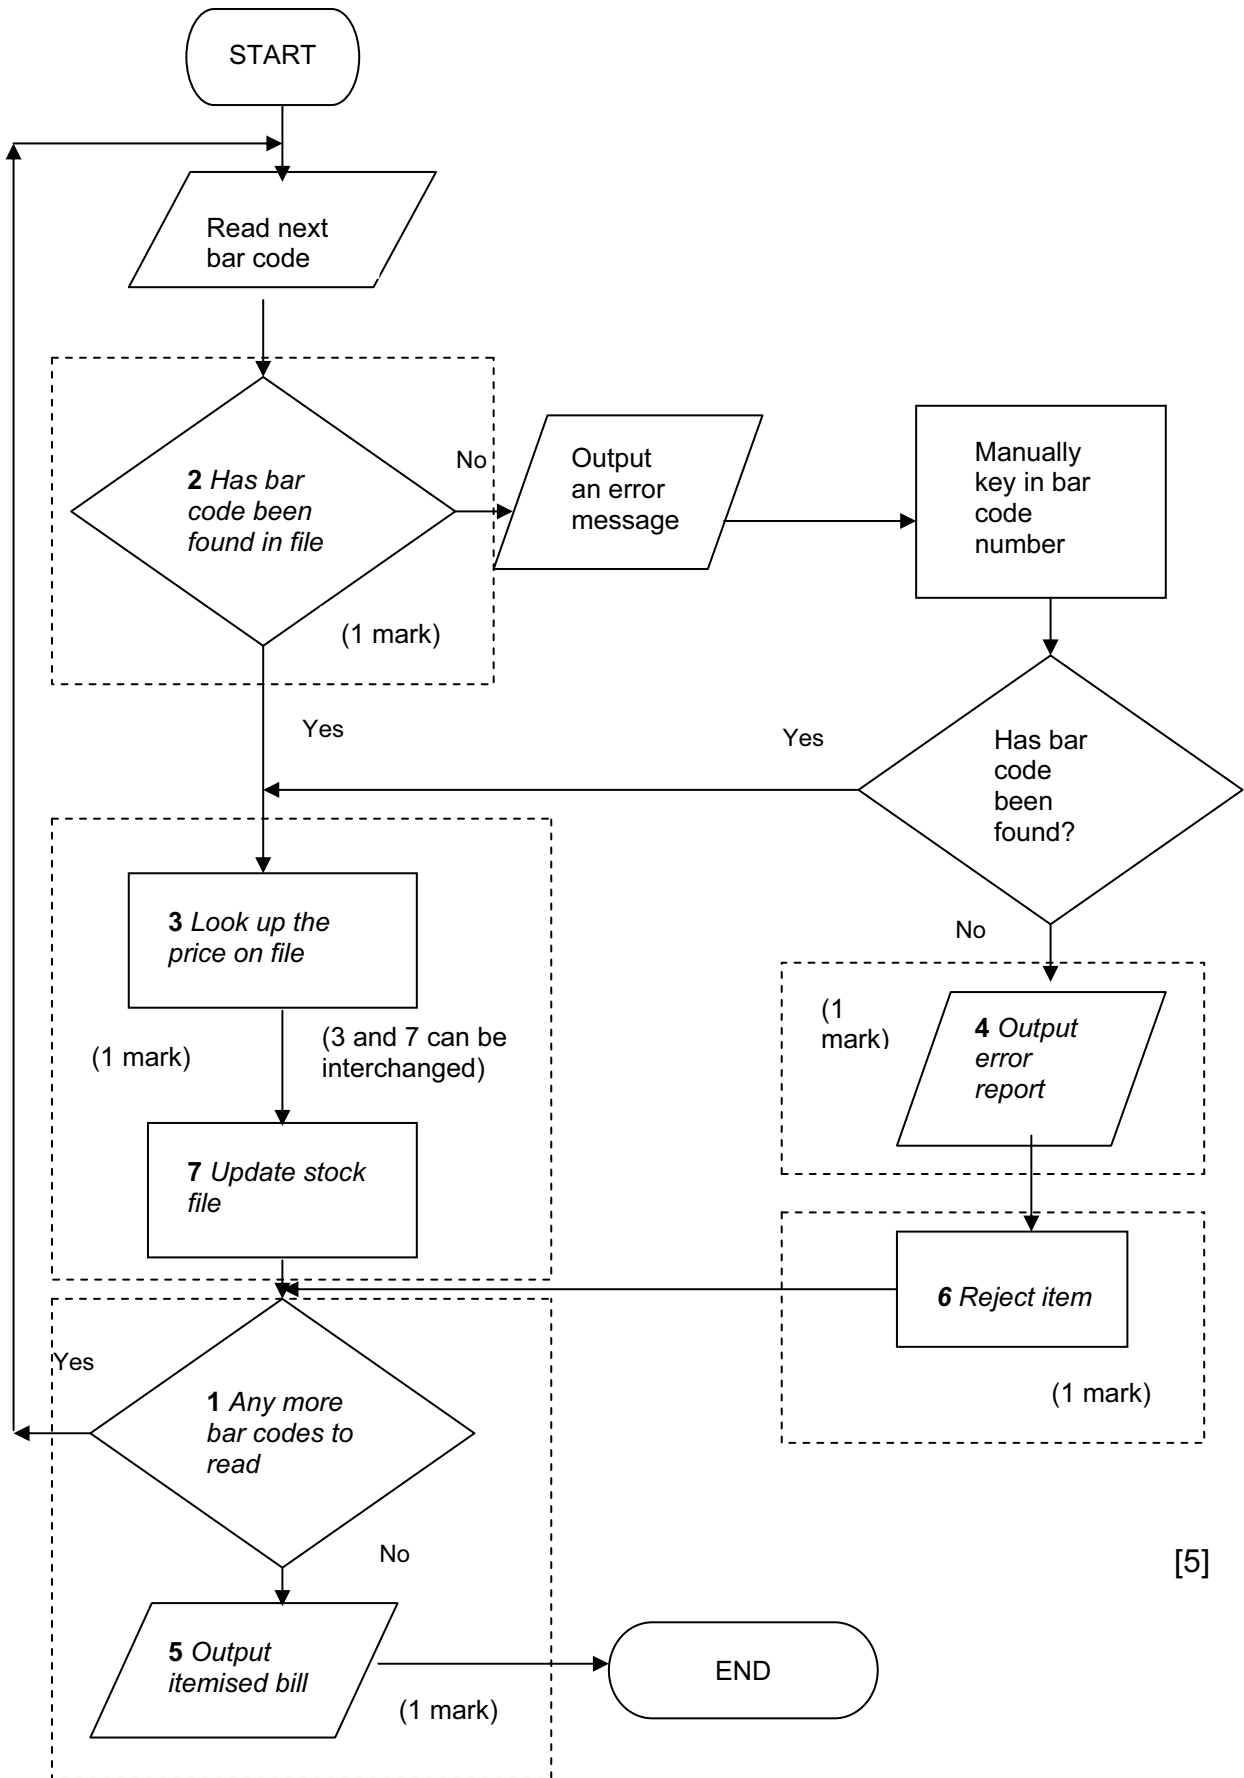 START
Read next
bar code
2 Has bar
code been
found in file
No
(1 mark)
Output
an error
message
Manually
key in bar
code
number
Yes
Yes
Has bar
code
been
found?
No
3 Look up the
price on file
(1 mark)
(3 and 7 can be
interchanged)
7 Update stock
file
(1
mark)
4 Output
error
report
6 Reject item
(1 mark)
Yes
1 Any more
bar codes to
read
No
[5]
5 Output
itemised bill
(1 mark)
END